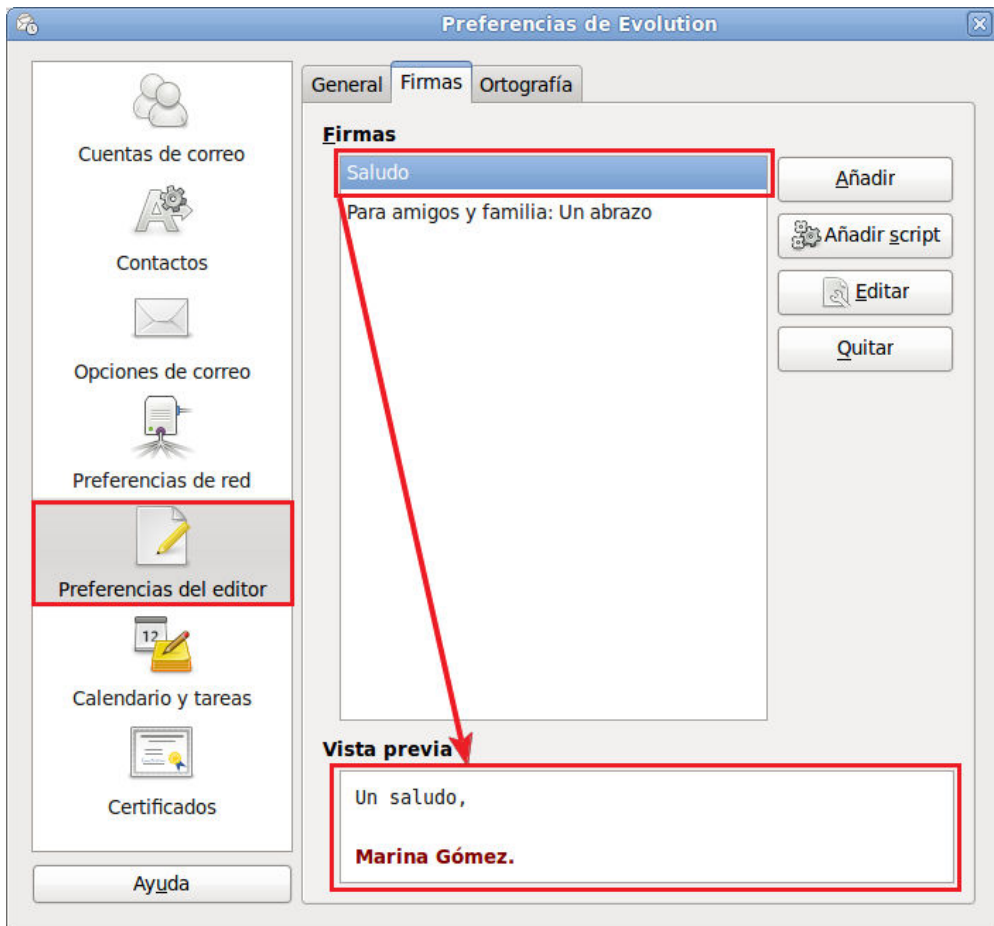 Preferencias de Evolution
Cuentas de correo
Contactos
Opciones de correo
Preferencias de red
Preferencias del editor
12
Calendario y tareas
Certificados
Ayuda
General Firmas Ortografía
Firmas
Saludo
Para amigos y familia: Un abrazo
Añadir
Añadir script
Editar
Quitar
Vista previa
Un saludo,
Marina Gómez.